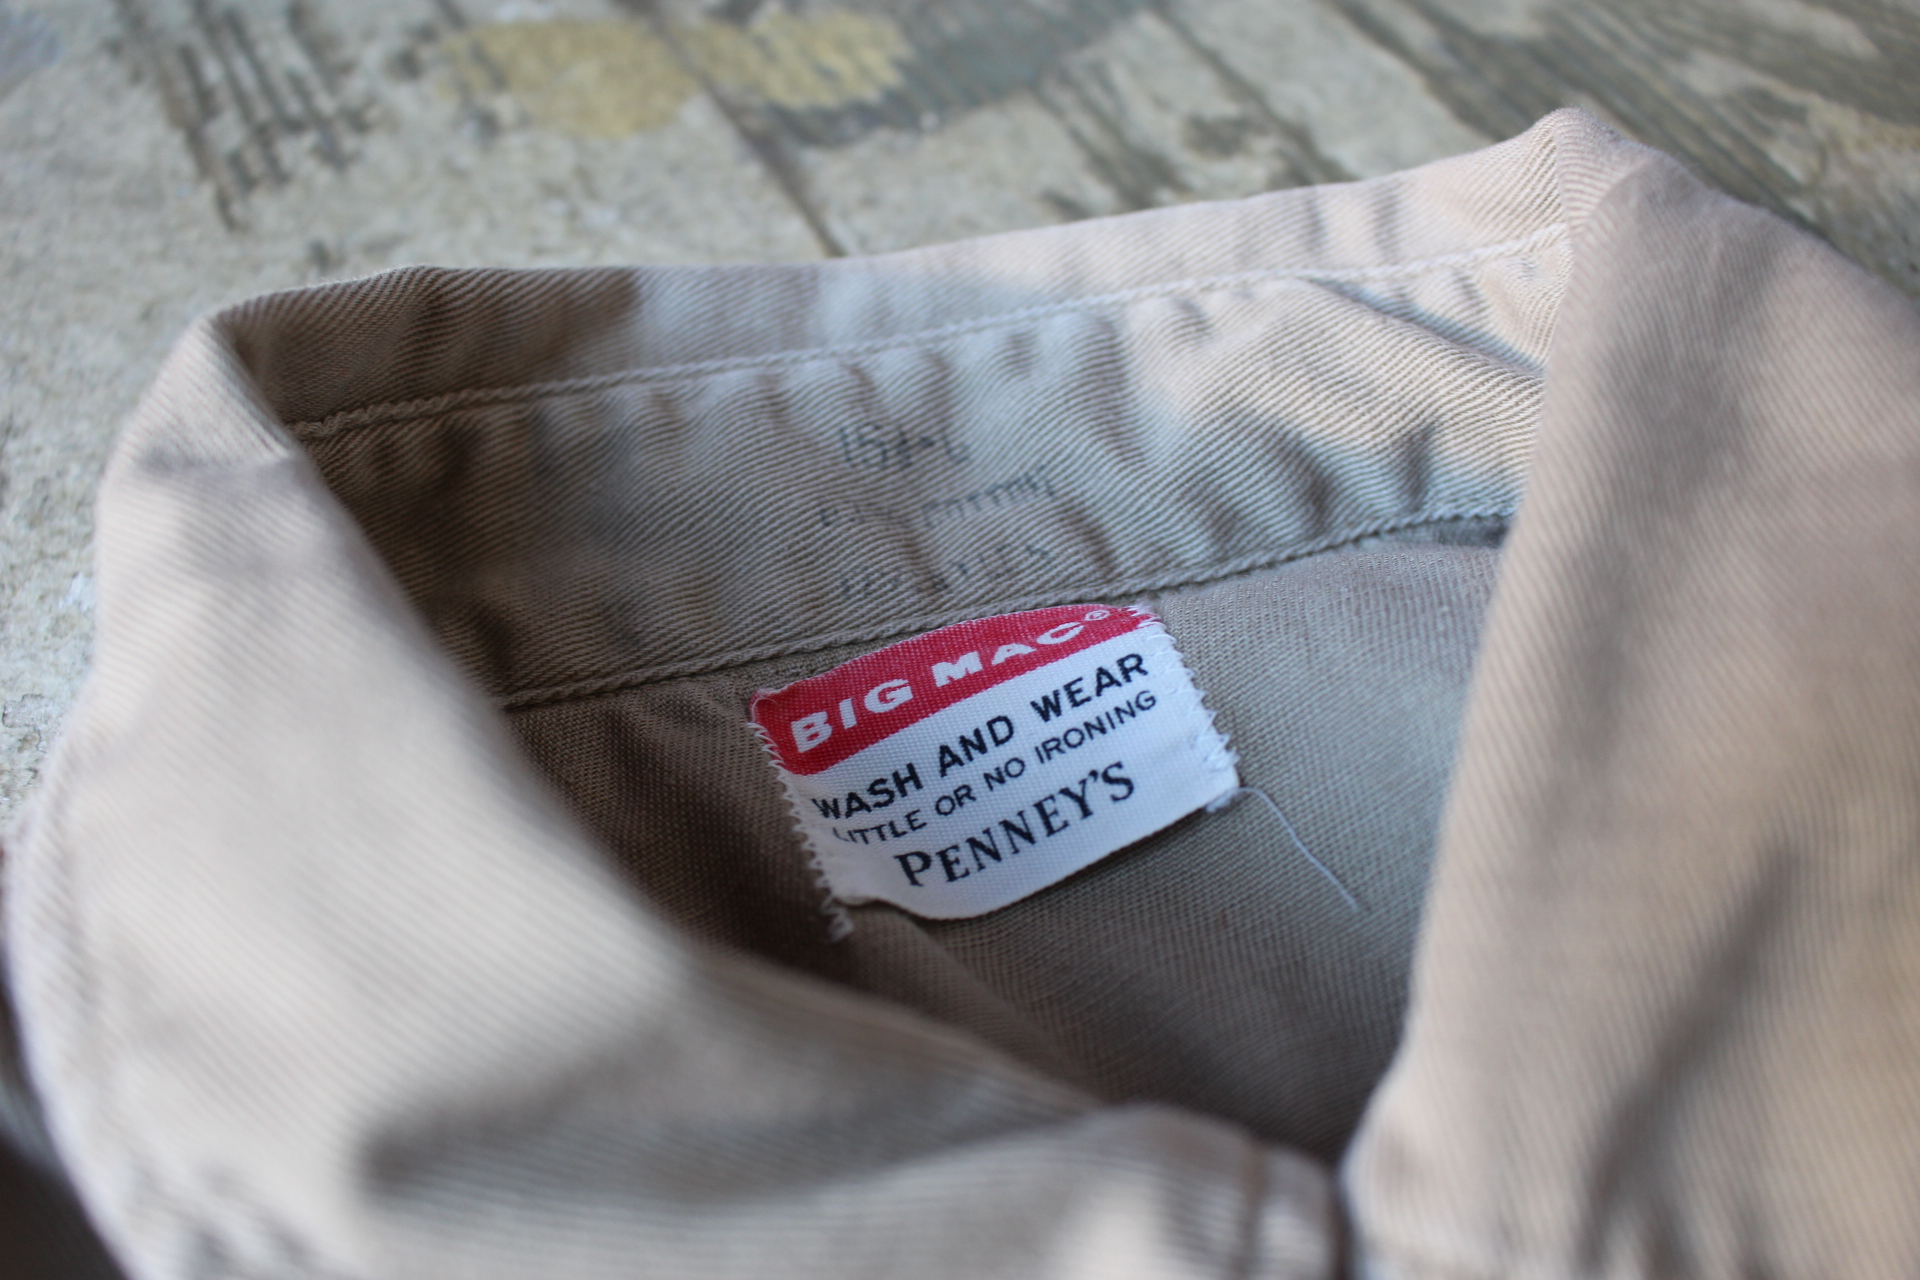 BIG MAC®
WASH AND WEAR
LITTLE OR NO IRONING
PENNEY'S